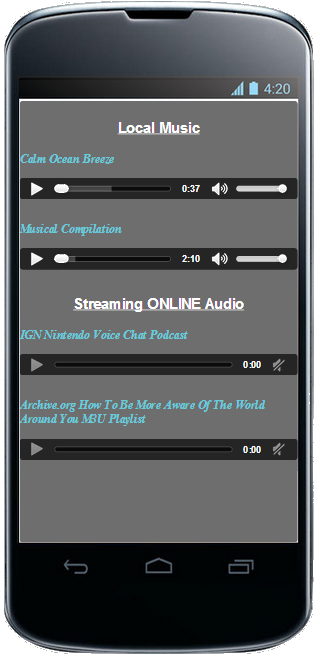 4:20
Local Music
Calm Ocean Breeze
0:37
Musical Compilation
2:10
Streaming ONLINE Audio
IGN Nintendo Voice Chat Podcast
0:00
Archive.org How To Be More Aware Of The World
Around You M3U Playlist
0:00